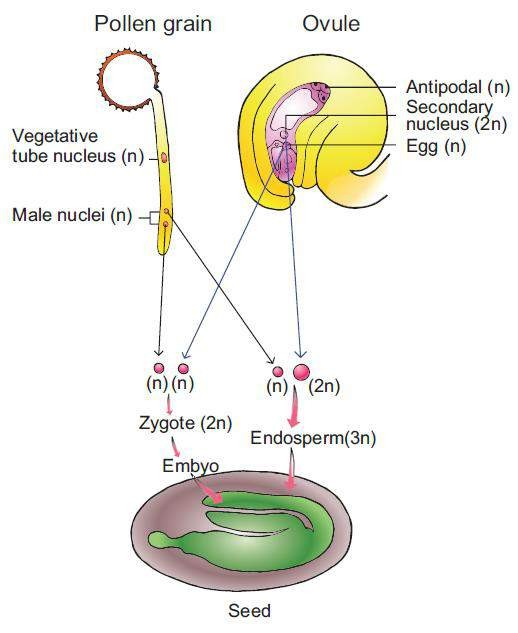 Pollen grain
Ovule
Antipodal (n)
Secondary
nucleus (2n)
Egg (n)
Vegetative
tube nucleus (n)
Male nuclei (n)
(n) (n)
(n) (2n)
Zygote (2n)
Endosperm(3n)
Embyo
Seed